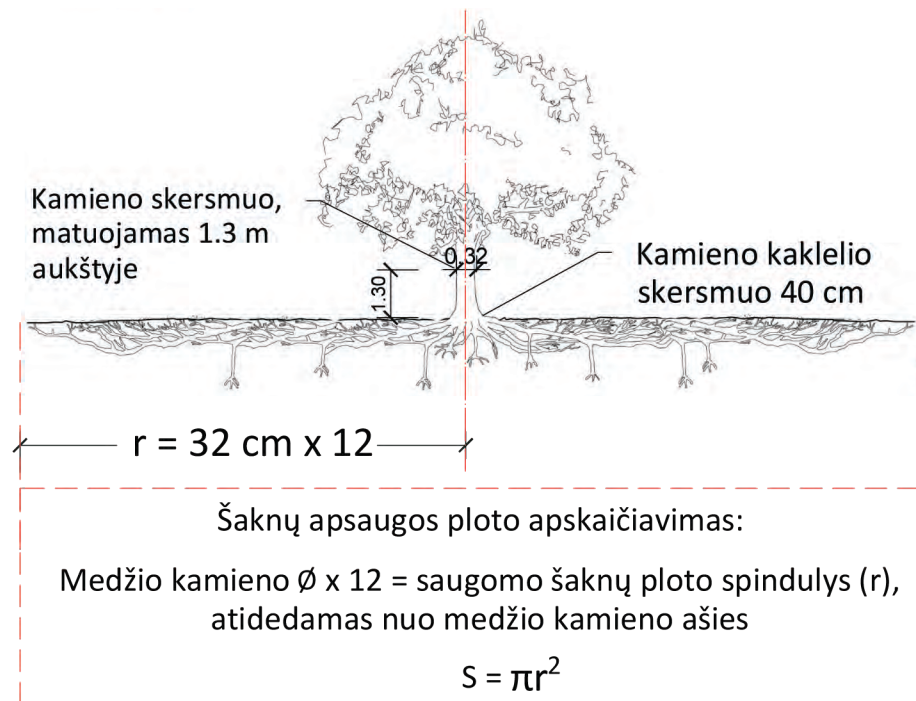 Kamieno skersmuo,
matuojamas 1.3 m
aukštyje
0,32
1.30
Kamieno kaklelio
skersmuo 40 cm
r = 32 cm x 12
Šaknų apsaugos ploto apskaičiavimas:
Medžio kamieno Ø x 12 = saugomo šaknų ploto spindulys (r),
atidedamas nuo medžio kamieno ašies
S = πr²